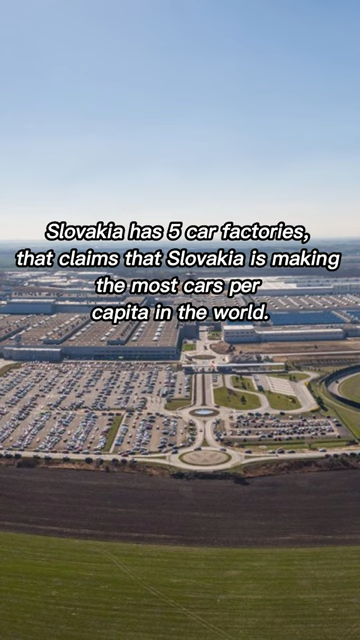 Slovakia has 5 car factories,
that claims that Slovakia is making
the most cars per
capita in the world.